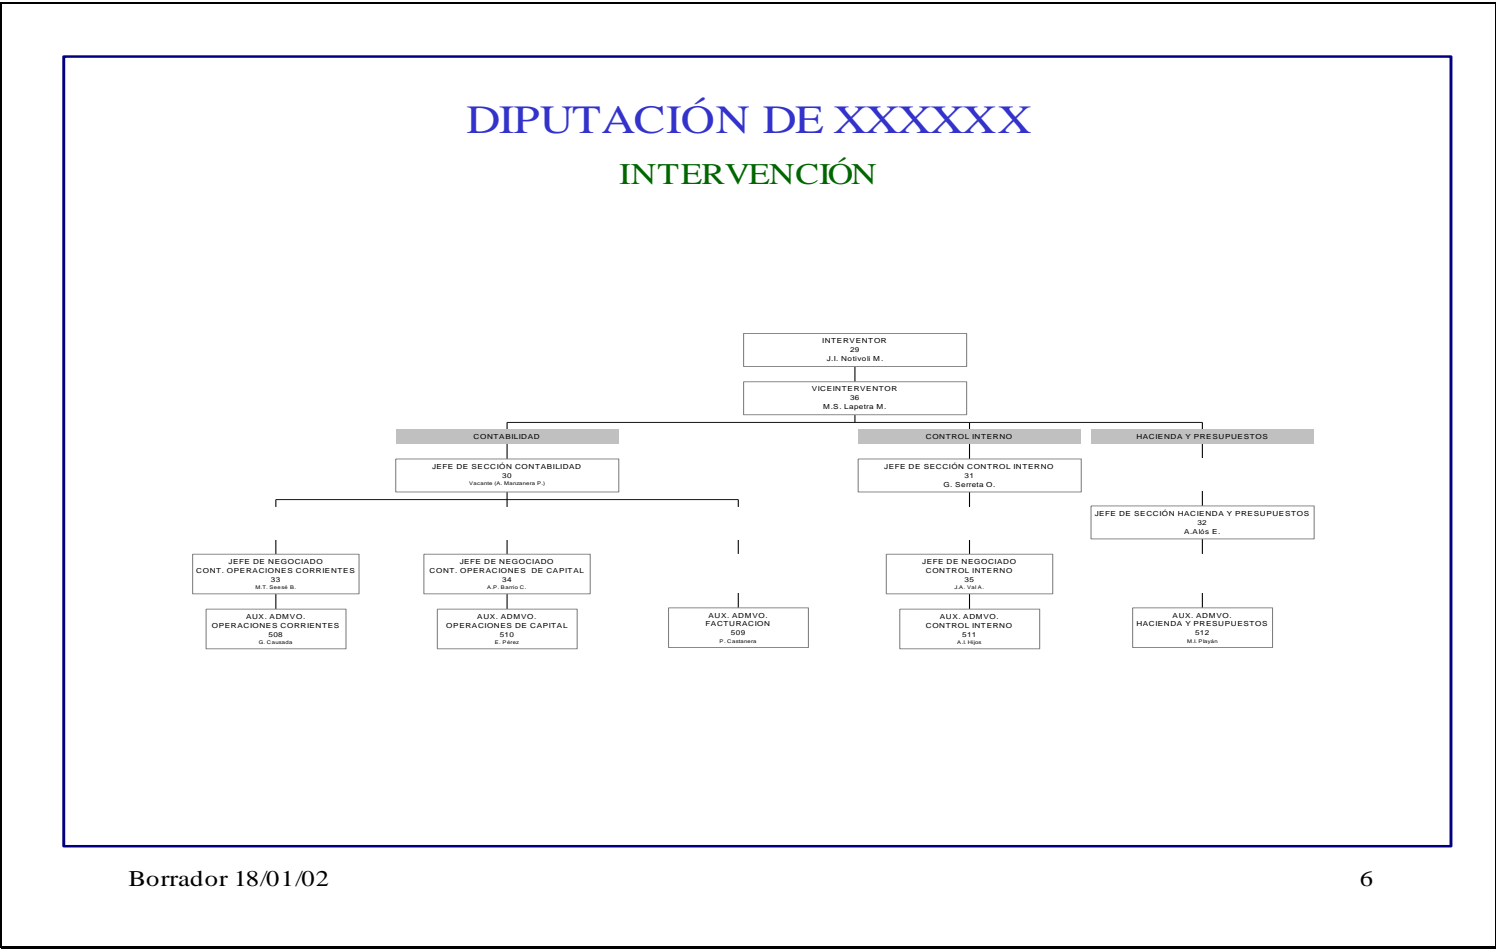 DIPUTACIÓN DE XXXXXX
INTERVENCIÓN
INTERVENTOR
29
J.I. Notivoli M.
VICEINTERVENTOR
36
M.S. Lapetra M.
CONTABILIDAD
CONTROL INTERNO
HACIENDA Y PRESUPUESTOS
JEFE DE SECCIÓN CONTABILIDAD
30
Vacante (A. Manzanera P.)
JEFE DE SECCIÓN CONTROL INTERNO
31
G. Serreta O.
JEFE DE SECCIÓN HACIENDA Y PRESUPUESTOS
32
A.Alós E.
JEFE DE NEGOCIADO
CONT. OPERACIONES CORRIENTES
33
M.T. Seesé B.
JEFE DE NEGOCIADO
CONT. OPERACIONES DE CAPITAL
34
A.P. Barrio C.
JEFE DE NEGOCIADO
CONTROL INTERNO
35
J.A. Val A.
AUX. ADMVO.
OPERACIONES CORRIENTES
508
G. Causada
AUX. ADMVO.
OPERACIONES DE CAPITAL
510
E. Pérez
AUX. ADMVO.
FACTURACION
509
P. Castanera
AUX. ADMVO.
CONTROL INTERNO
511
A.I. Hijos
AUX. ADMVO.
HACIENDA Y PRESUPUESTOS
512
M.I. Playán
Borrador 18/01/02
6